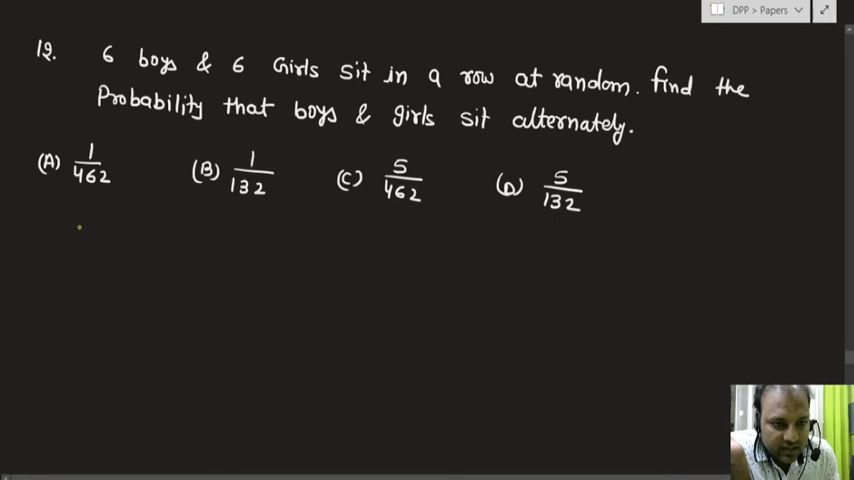 DPP > Papers
12. 6 boys & 6 Girls sit in a row at random. find the
Probability that boys & girls sit alternately.
(A) 1/462 (B) 1/132 (C) 5/462 (D) 5/132